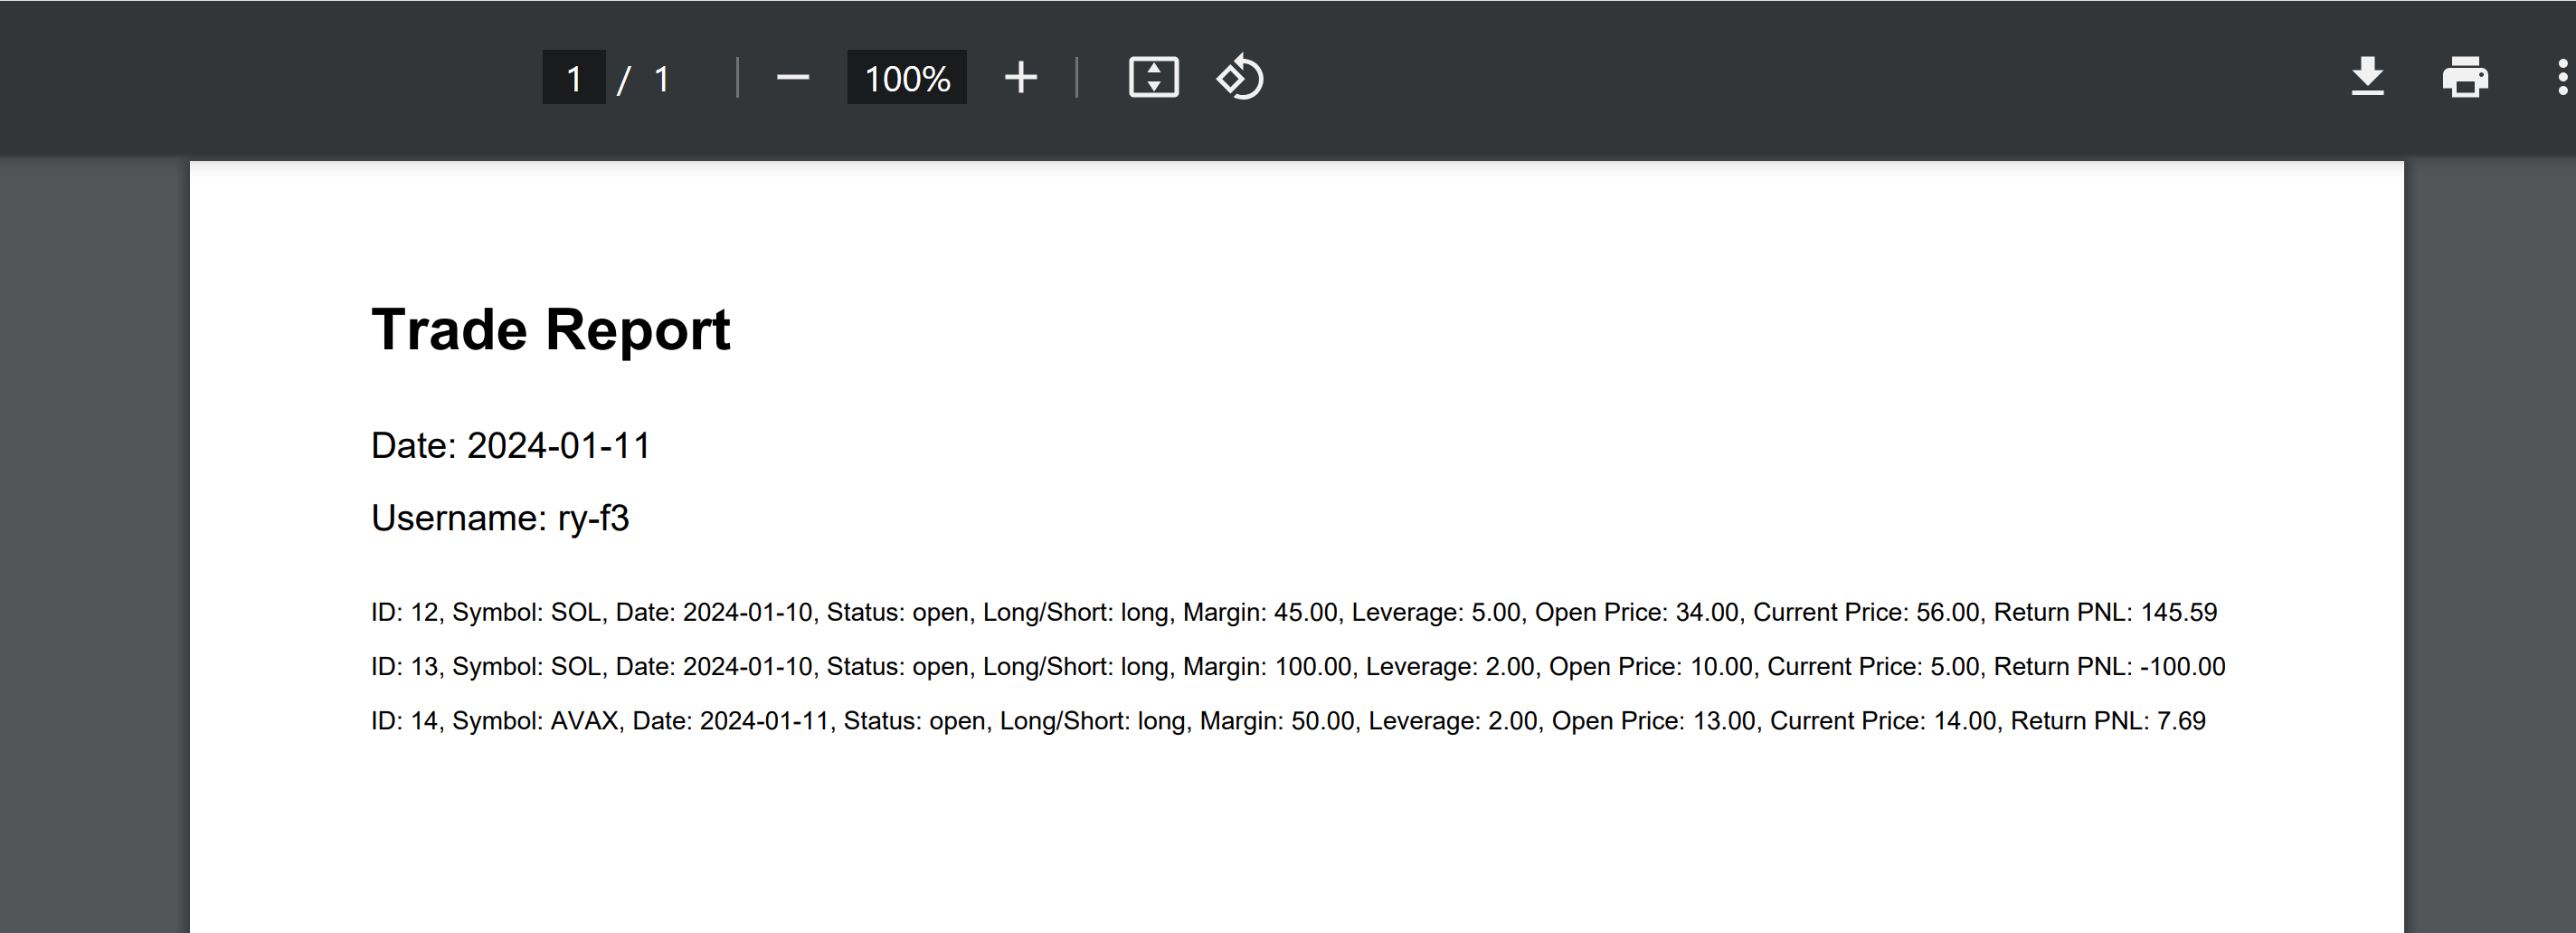 1 / 1 100%
Trade Report
Date: 2024-01-11
Username: ry-f3
ID: 12, Symbol: SOL, Date: 2024-01-10, Status: open, Long/Short: long, Margin: 45.00, Leverage: 5.00, Open Price: 34.00, Current Price: 56.00, Return PNL: 145.59
ID: 13, Symbol: SOL, Date: 2024-01-10, Status: open, Long/Short: long, Margin: 100.00, Leverage: 2.00, Open Price: 10.00, Current Price: 5.00, Return PNL: -100.00
ID: 14, Symbol: AVAX, Date: 2024-01-11, Status: open, Long/Short: long, Margin: 50.00, Leverage: 2.00, Open Price: 13.00, Current Price: 14.00, Return PNL: 7.69